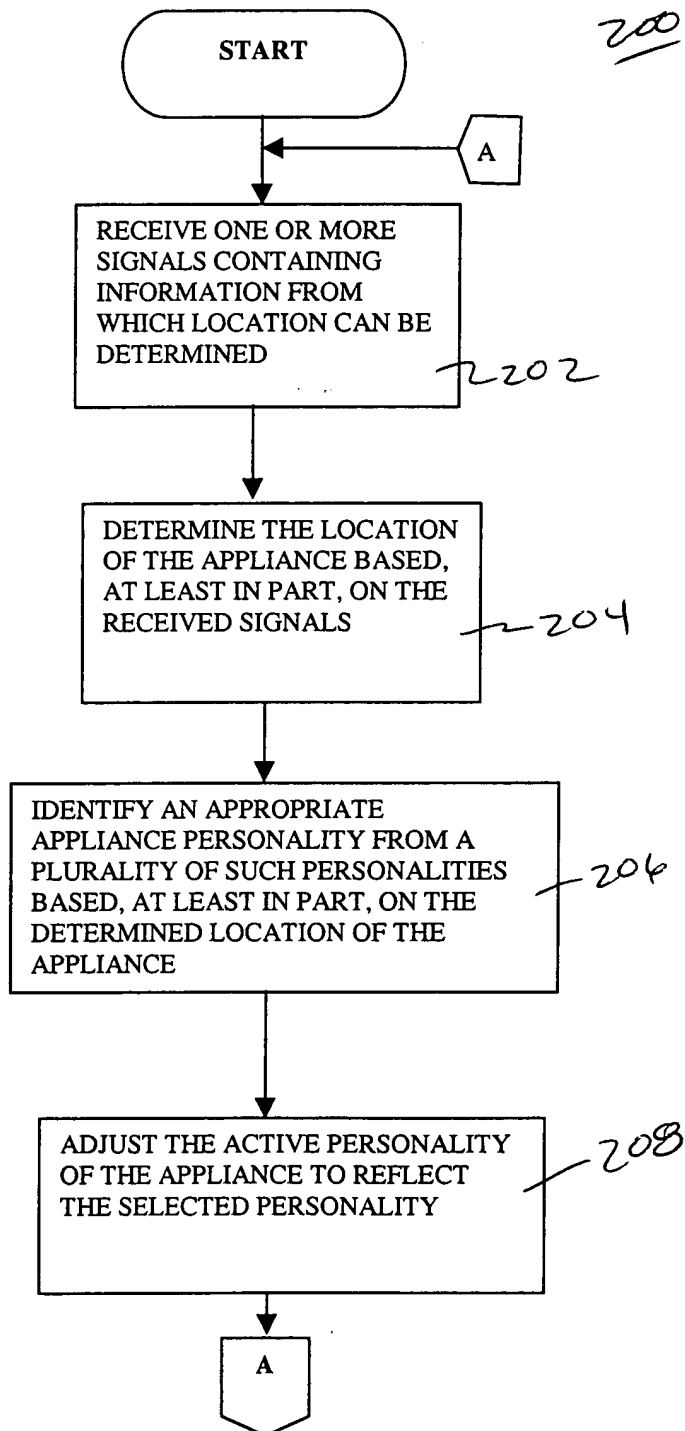 200
START
A
RECEIVE ONE OR MORE
SIGNALS CONTAINING
INFORMATION FROM
WHICH LOCATION CAN BE
DETERMINED
202
DETERMINE THE LOCATION
OF THE APPLIANCE BASED,
AT LEAST IN PART, ON THE
RECEIVED SIGNALS
204
IDENTIFY AN APPROPRIATE
APPLIANCE PERSONALITY FROM A
PLURALITY OF SUCH PERSONALITIES
BASED, AT LEAST IN PART, ON THE
DETERMINED LOCATION OF THE
APPLIANCE
206
ADJUST THE ACTIVE PERSONALITY
OF THE APPLIANCE TO REFLECT
THE SELECTED PERSONALITY
208
A